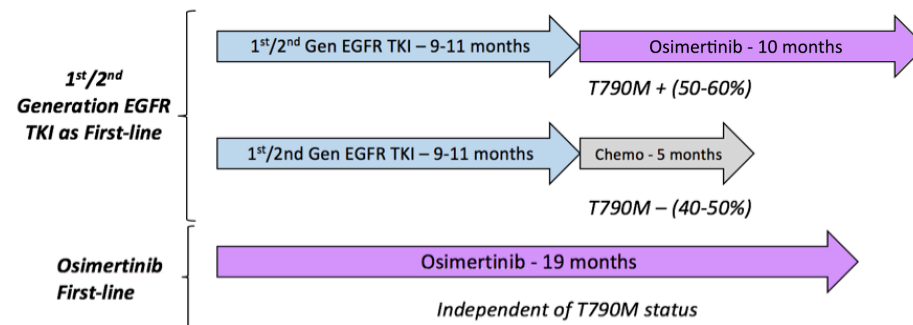 1st/2nd
Generation EGFR
TKI as First-line
1st/2nd Gen EGFR TKI – 9-11 months
Osimertinib - 10 months
T790M + (50-60%)
1st/2nd Gen EGFR TKI – 9-11 months
Chemo - 5 months
T790M – (40-50%)
Osimertinib
First-line
Osimertinib - 19 months
Independent of T790M status